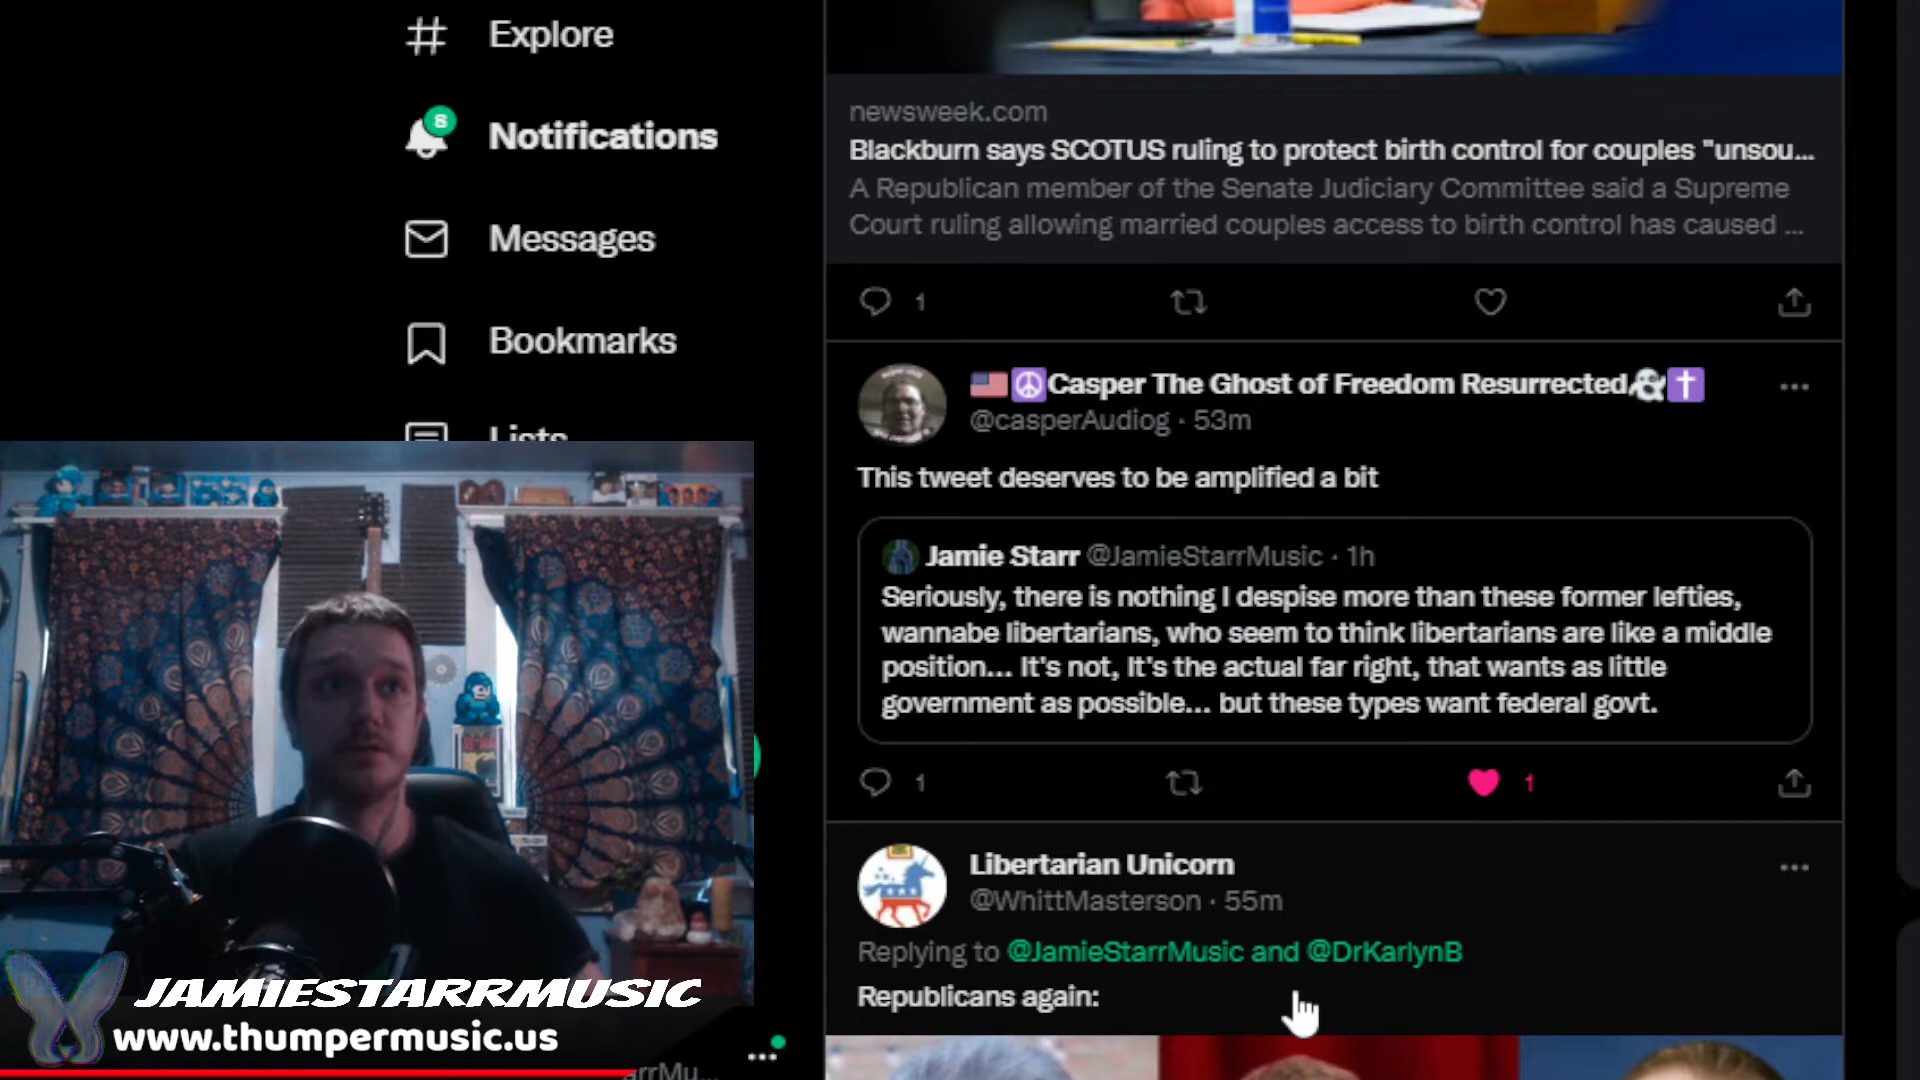 Explore
8
Notifications
Messages
Bookmarks
Lists
newsweek.com
Blackburn says SCOTUS ruling to protect birth control for couples "unsou...
A Republican member of the Senate Judiciary Committee said a Supreme
Court ruling allowing married couples access to birth control has caused ...
1
Casper The Ghost of Freedom Resurrected
@casperAudiog · 53m
This tweet deserves to be amplified a bit
Jamie Starr @JamieStarrMusic · 1h
Seriously, there is nothing I despise more than these former lefties,
wannabe libertarians, who seem to think libertarians are like a middle
position... It's not, It's the actual far right, that wants as little
government as possible... but these types want federal govt.
1
1
Libertarian Unicorn
@WhittMasterson · 55m
Replying to @JamieStarrMusic and @DrKarlynB
Republicans again:
JAMIESTARRMUSIC
www.thumpermusic.us